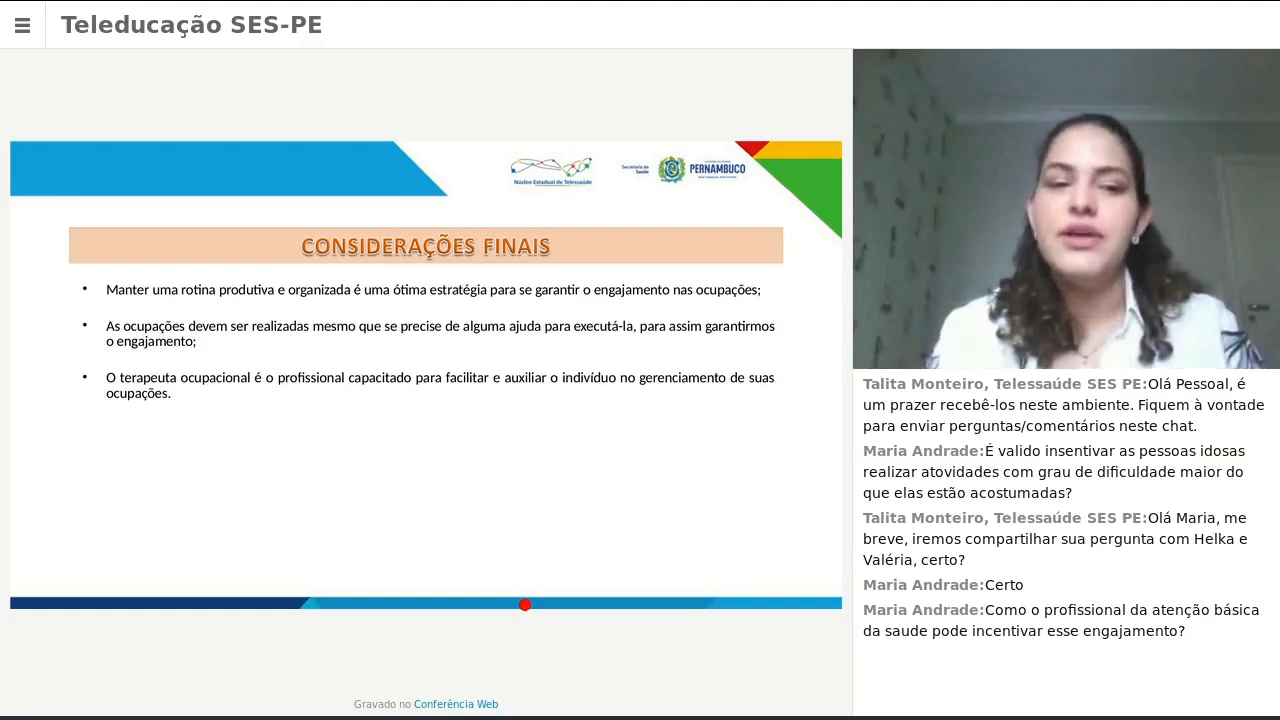 Teleducação SES-PE
Núcleo Estadual de Telessaúde
Secretaria de
Saúde
PERNAMBUCO
CONSIDERAÇÕES FINAIS
• Manter uma rotina produtiva e organizada é uma ótima estratégia para se garantir o engajamento nas ocupações;
• As ocupações devem ser realizadas mesmo que se precise de alguma ajuda para executá-la, para assim garantirmos
o engajamento;
• O terapeuta ocupacional é o profissional capacitado para facilitar e auxiliar o indivíduo no gerenciamento de suas
ocupações.
Gravado no Conferência Web
Talita Monteiro, Telessaúde SES PE:Olá Pessoal, é
um prazer recebê-los neste ambiente. Fiquem à vontade
para enviar perguntas/comentários neste chat.
Maria Andrade:É valido insentivar as pessoas idosas
realizar atovidades com grau de dificuldade maior do
que elas estão acostumadas?
Talita Monteiro, Telessaúde SES PE:Olá Maria, me
breve, iremos compartilhar sua pergunta com Helka e
Valéria, certo?
Maria Andrade:Certo
Maria Andrade:Como o profissional da atenção básica
da saude pode incentivar esse engajamento?